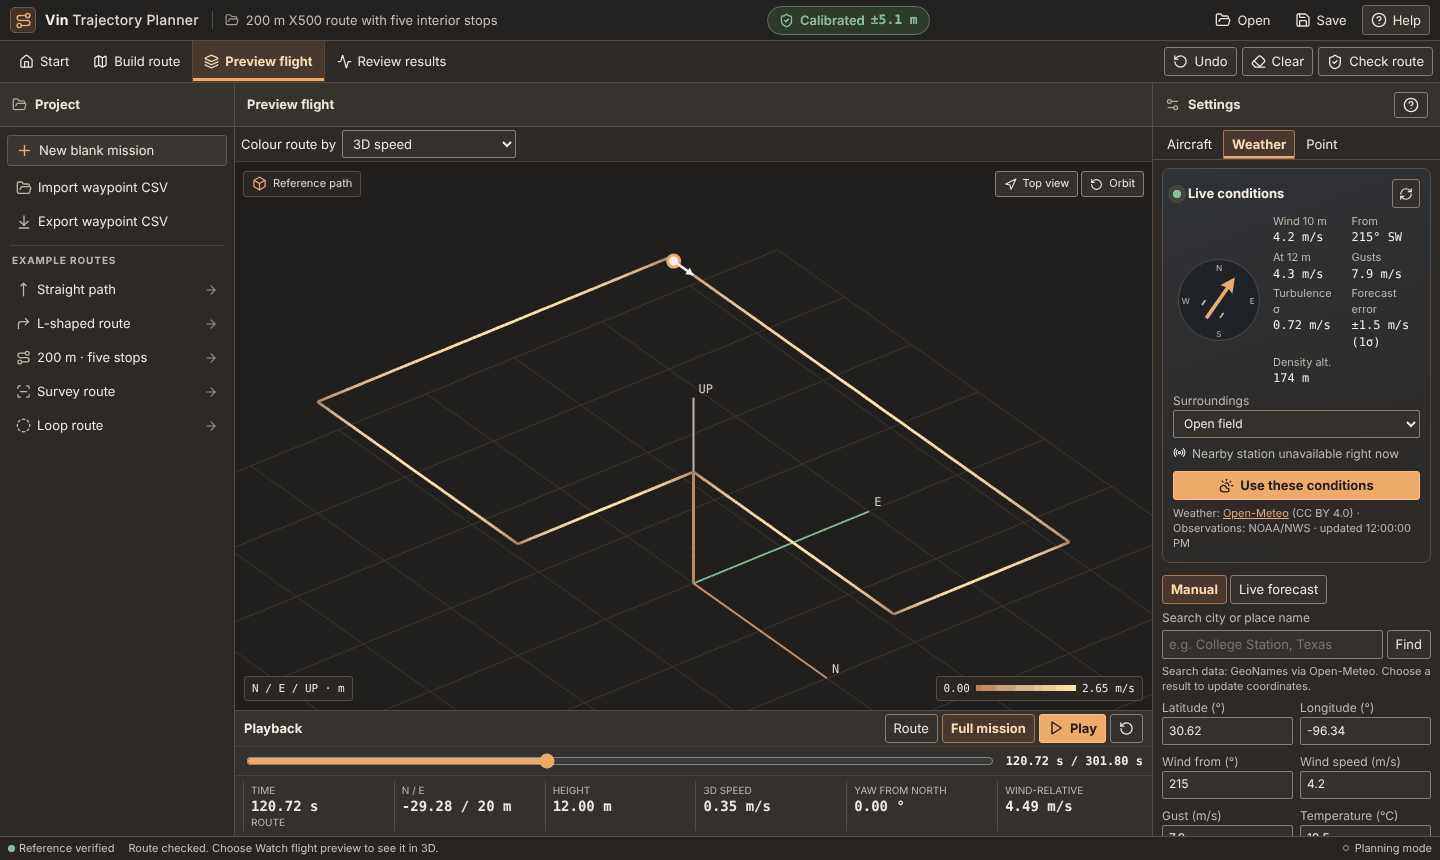 Vin Trajectory Planner
200 m X500 route with five interior stops
Calibrated ±5.1 m
Open
Save
Help
Start
Build route
Preview flight
Review results
Undo
Clear
Check route
Project
New blank mission
Import waypoint CSV
Export waypoint CSV
EXAMPLE ROUTES
Straight path
L-shaped route
200 m · five stops
Survey route
Loop route
Preview flight
Colour route by
3D speed
Reference path
Top view
Orbit
UP
E
N
N / E / UP · m
0.00
2.65 m/s
Playback
Route
Full mission
Play
120.72 s / 301.80 s
TIME
120.72 s
ROUTE
N / E
-29.28 / 20 m
HEIGHT
12.00 m
3D SPEED
0.35 m/s
YAW FROM NORTH
0.00 °
WIND-RELATIVE
4.49 m/s
Settings
Aircraft
Weather
Point
Live conditions
N
W
E
S
Wind 10 m
4.2 m/s
From
215° SW
At 12 m
4.3 m/s
Gusts
7.9 m/s
Turbulence
σ
0.72 m/s
Forecast
error
±1.5 m/s
(1σ)
Density alt.
174 m
Surroundings
Open field
Nearby station unavailable right now
Use these conditions
Weather: Open-Meteo (CC BY 4.0) ·
Observations: NOAA/NWS · updated 12:00:00
PM
Manual
Live forecast
Search city or place name
e.g. College Station, Texas
Find
Search data: GeoNames via Open-Meteo. Choose a
result to update coordinates.
Latitude (°)
30.62
Longitude (°)
-96.34
Wind from (°)
215
Wind speed (m/s)
4.2
Gust (m/s)
Temperature (°C)
Reference verified
Route checked. Choose Watch flight preview to see it in 3D.
Planning mode